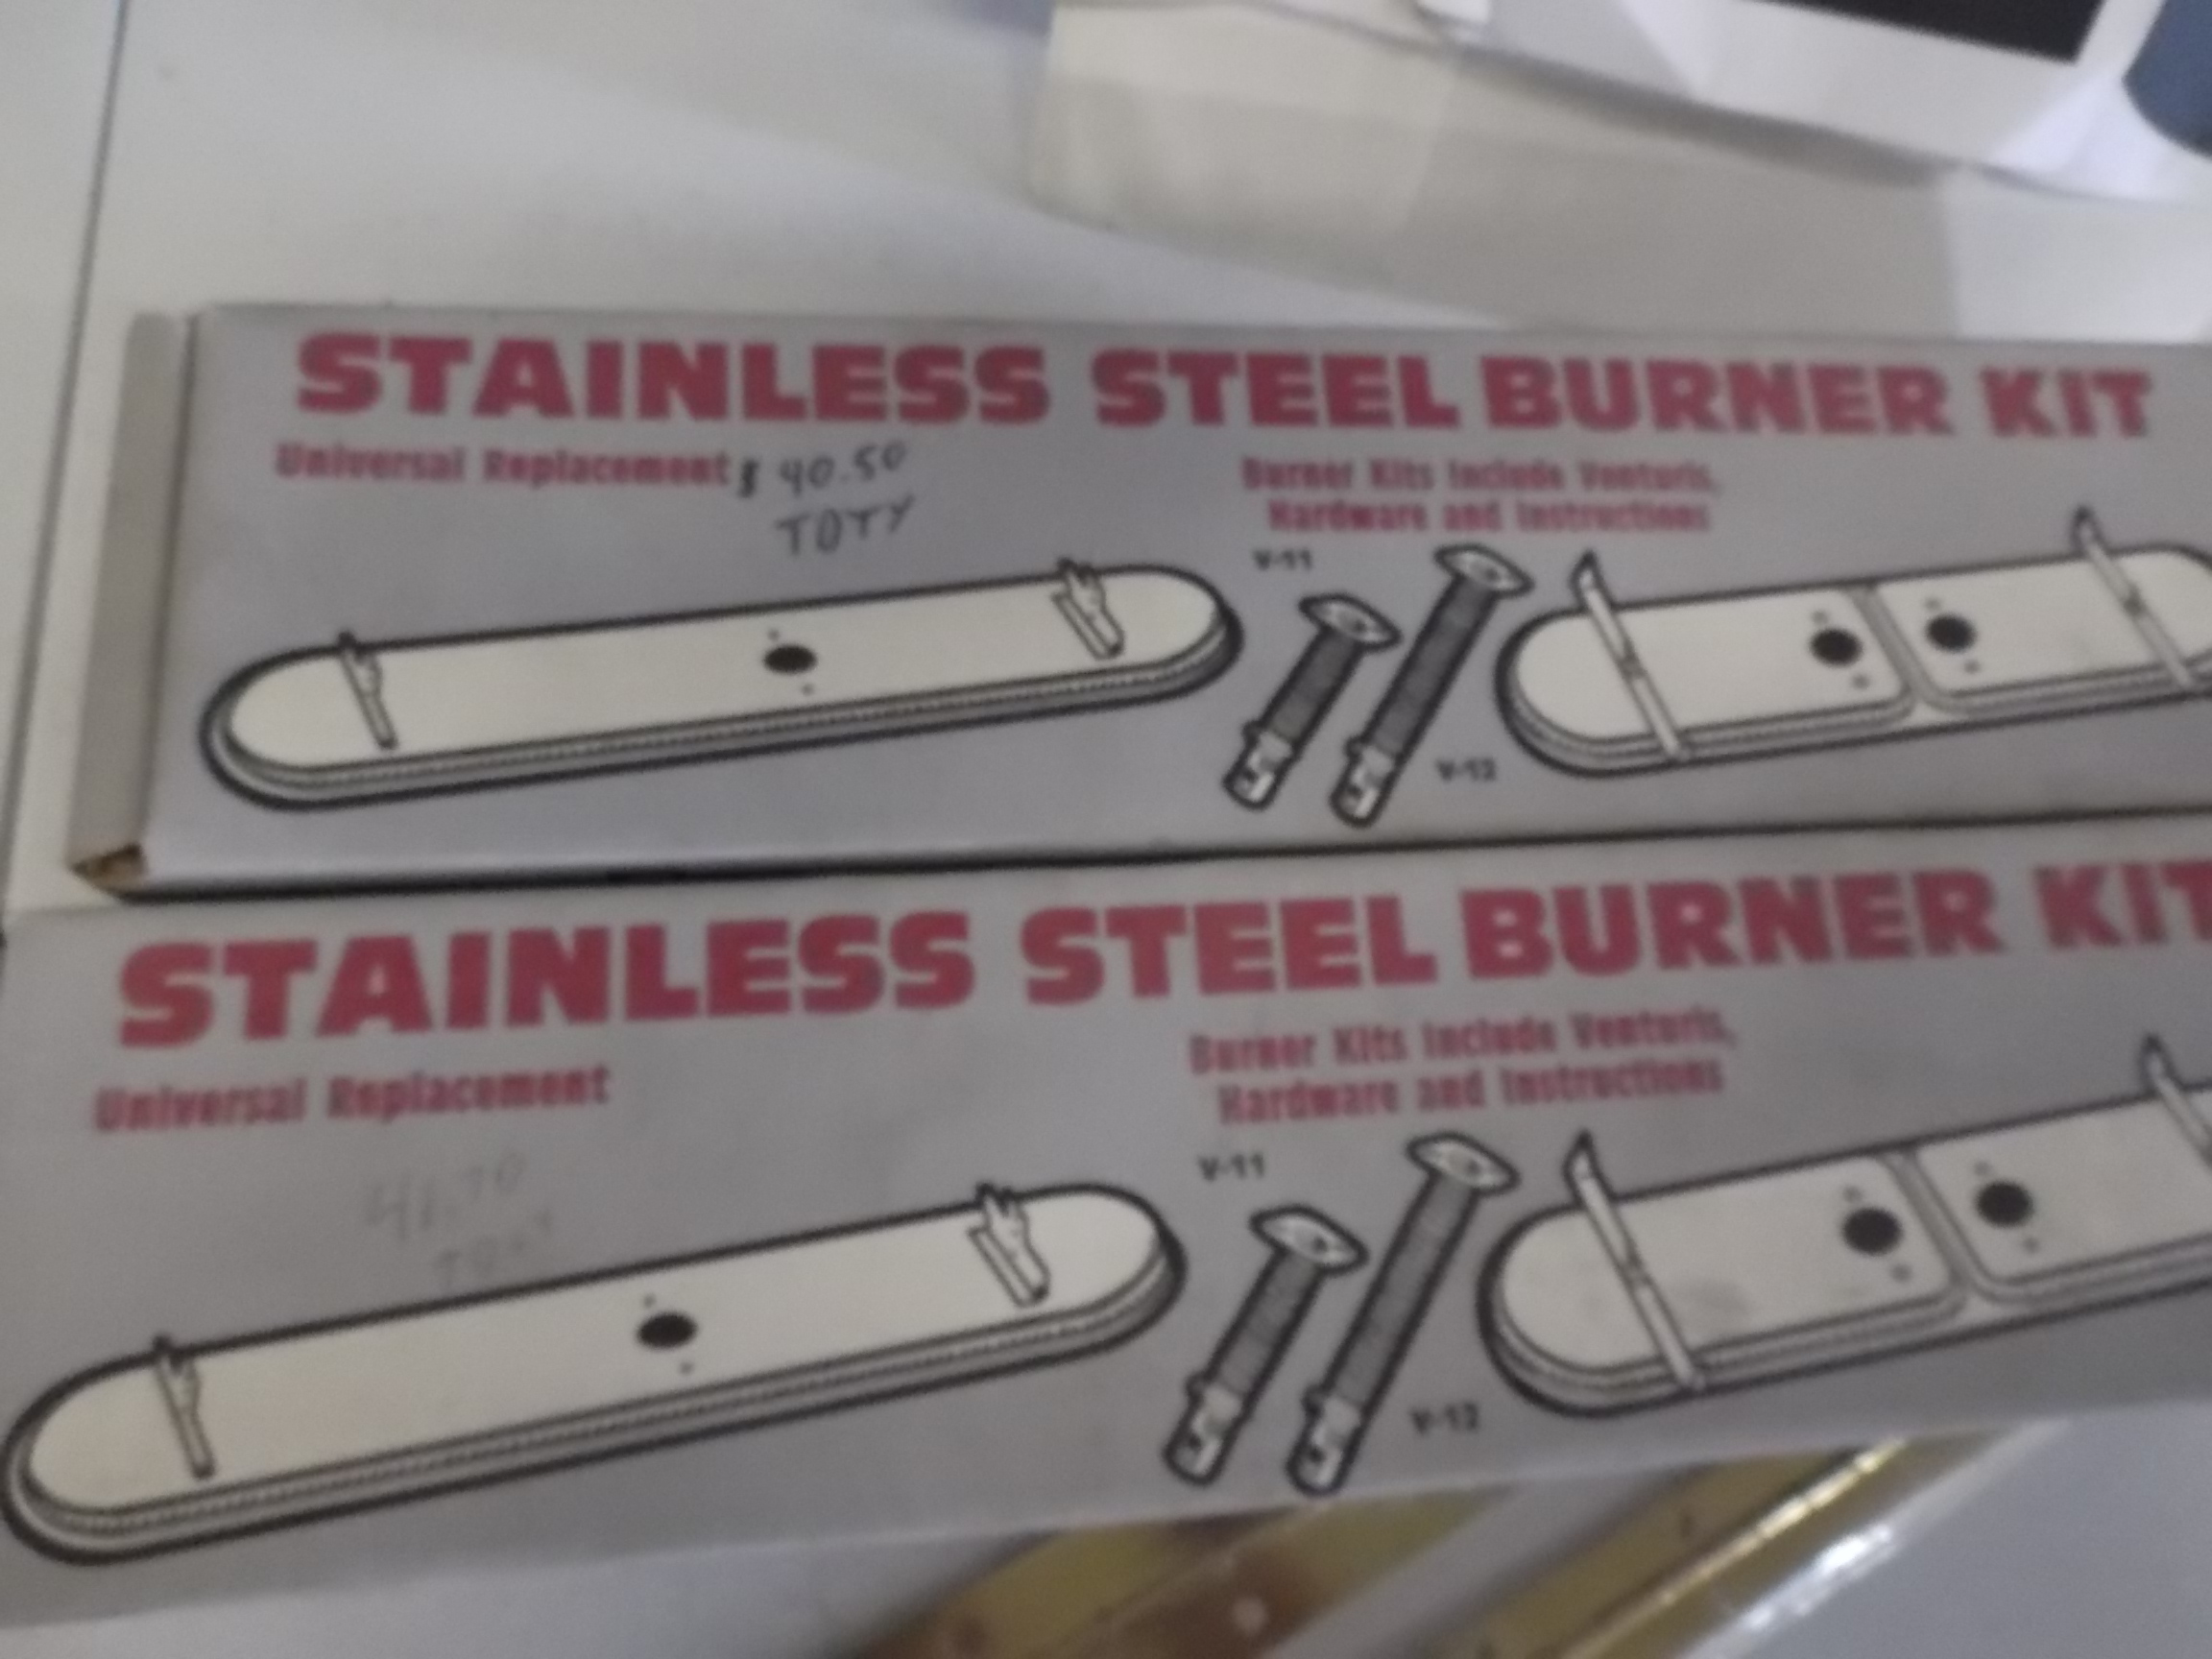 STAINLESS STEEL BURNER KIT
Universal Replacement $ 40.50
TOTY
Burner Kits Include Venturis,
Hardware and Instructions
V-11
V-12
STAINLESS STEEL BURNER KIT
Universal Replacement
Burner Kits Include Venturis,
Hardware and Instructions
V-11
V-12